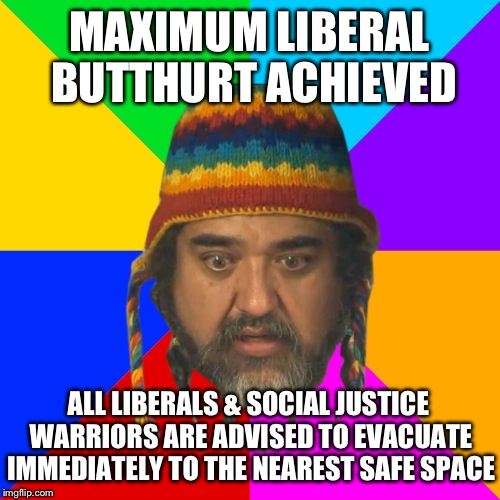 MAXIMUM LIBERAL
BUTTHURT ACHIEVED
ALL LIBERALS & SOCIAL JUSTICE
WARRIORS ARE ADVISED TO EVACUATE
IMMEDIATELY TO THE NEAREST SAFE SPACE
imgflip.com